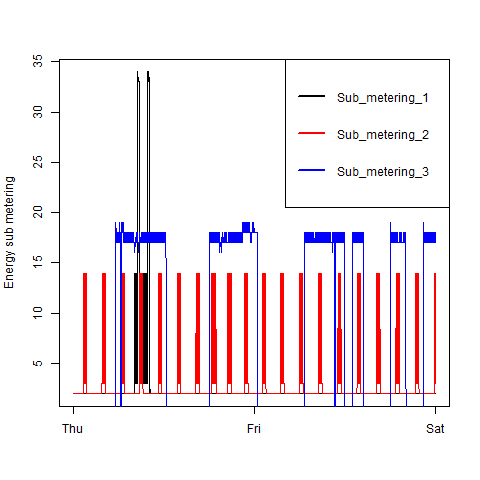 Energy sub metering
35
30
25
20
15
10
5
Thu
Fri
Sat
Sub_metering_1
Sub_metering_2
Sub_metering_3